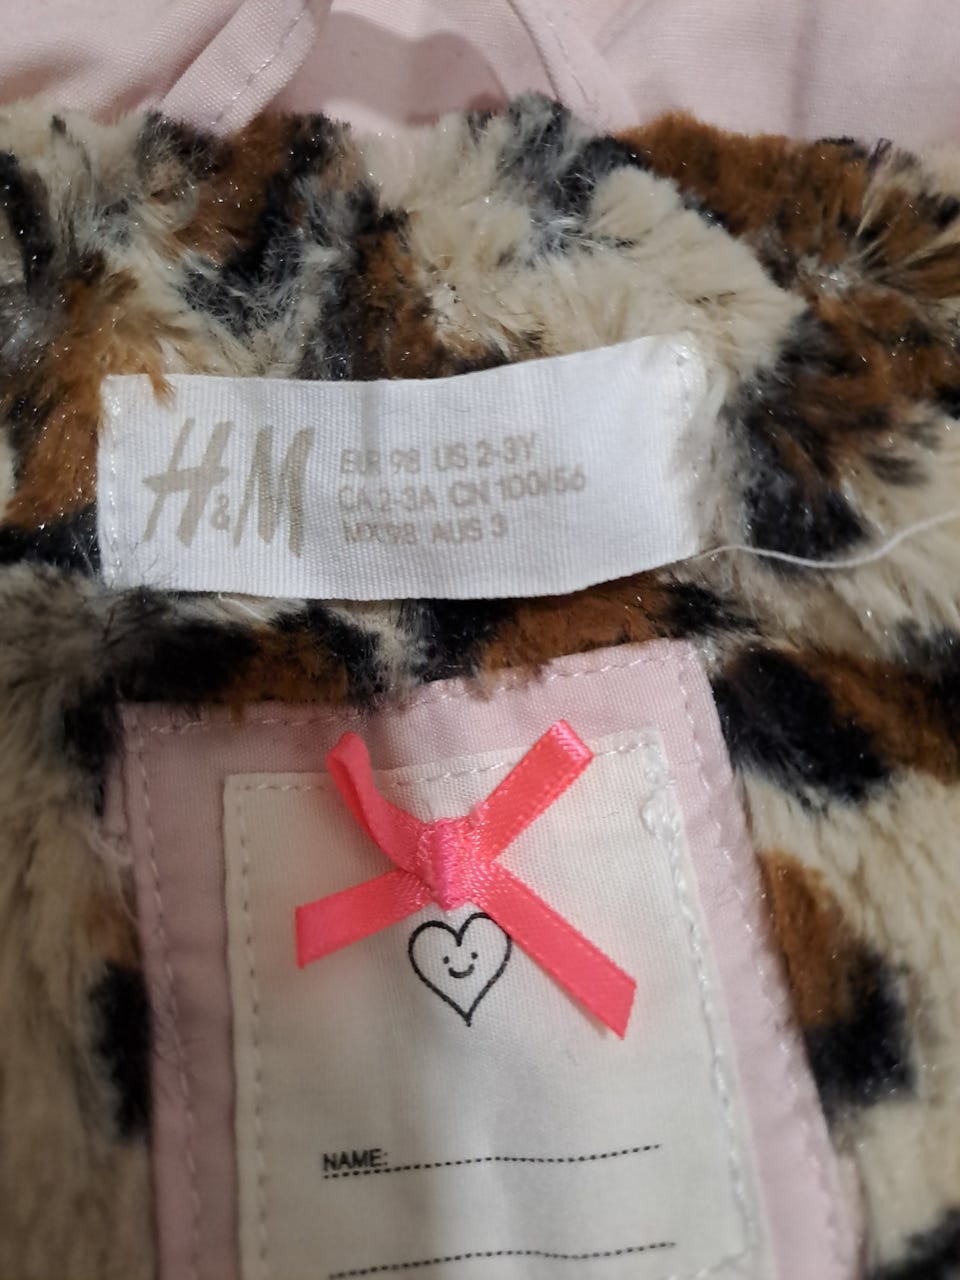 H&M
EUR 98 US 2-3Y
CA 2-3A CN 100/56
MX 98 AUS 3
NAME: